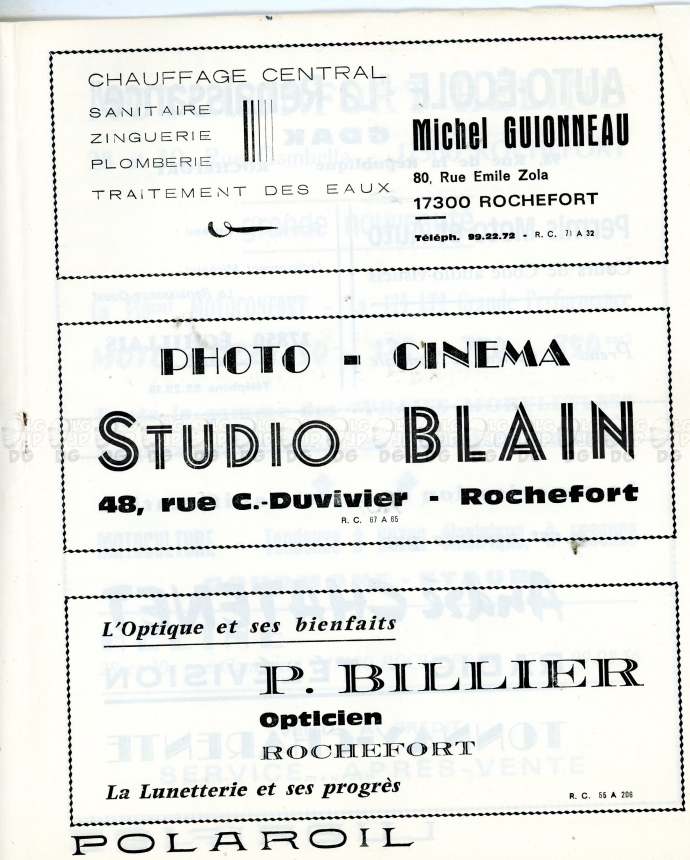 CHAUFFAGE CENTRAL
SANITAIRE
ZINGUERIE
PLOMBERIE
TRAITEMENT DES EAUX
Michel GUIONNEAU
80, Rue Emile Zola
17300 ROCHEFORT
Téléph. 99.22.72 - R. C. 71 A 32
PHOTO - CINEMA
STUDIO BLAIN
48, rue C.-Duvivier - Rochefort
R. C. 67 A 65
L'Optique et ses bienfaits
P. BILLIER
Opticien
ROCHEFORT
La Lunetterie et ses progrès
R. C. 55 A 206
POLAROIL